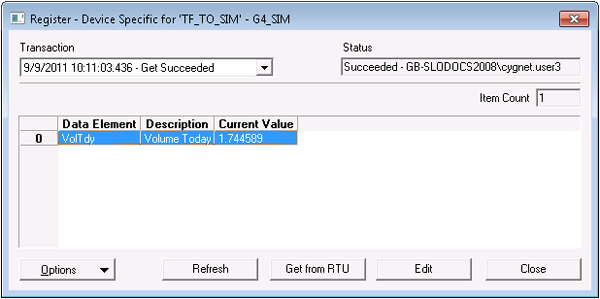 Register - Device Specific for 'TF_TO_SIM' - G4_SIM
Transaction
Status
9/9/2011 10:11:03.436 - Get Succeeded
Succeeded - GB-SLODOCS2008\cygnet.user3
Item Count 1
Data Element Description Current Value
0 VolTdy Volume Today 1.744589
Options Refresh Get from RTU Edit Close